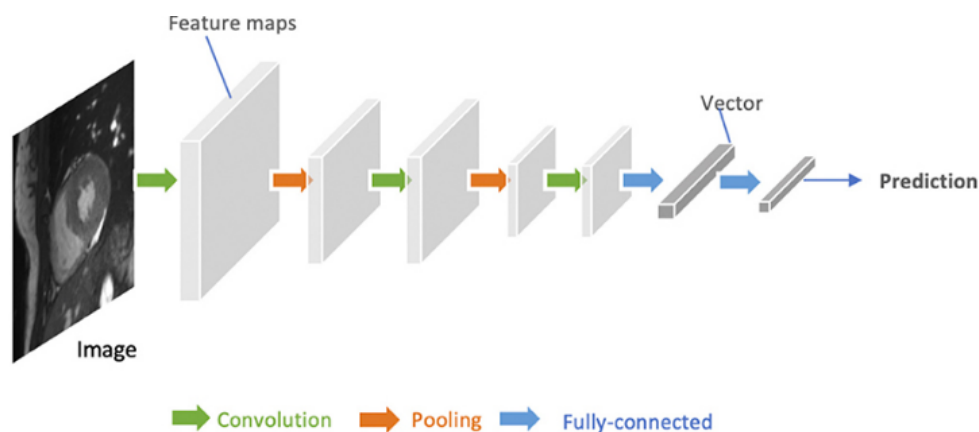 Feature maps
Vector
Prediction
Image
Convolution
Pooling
Fully-connected